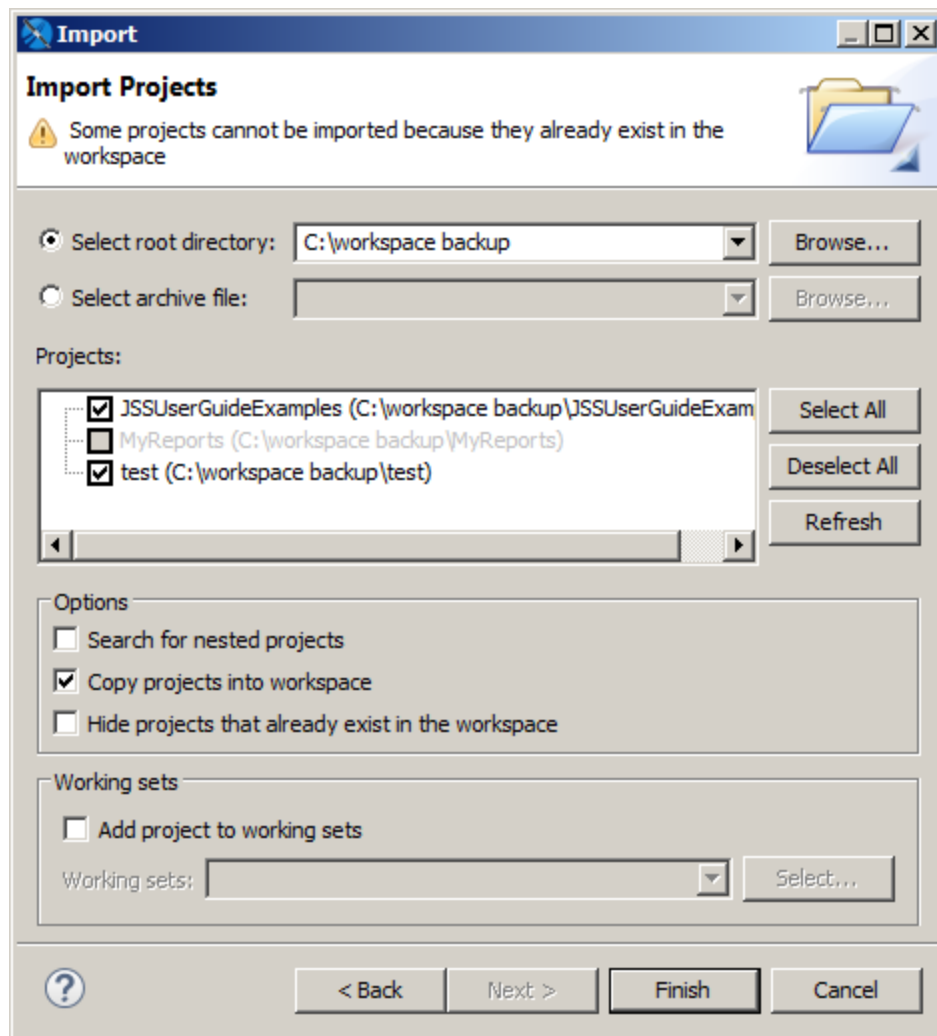 Import
Import Projects
Some projects cannot be imported because they already exist in the
workspace
Select root directory: C:\workspace backup Browse...
Select archive file: Browse...
Projects:
JSSUserGuideExamples (C:\workspace backup\JSSUserGuideExam
MyReports (C:\workspace backup\MyReports)
test (C:\workspace backup\test)
Select All
Deselect All
Refresh
Options
Search for nested projects
Copy projects into workspace
Hide projects that already exist in the workspace
Working sets
Add project to working sets
Working sets: Select...
? < Back Next > Finish Cancel